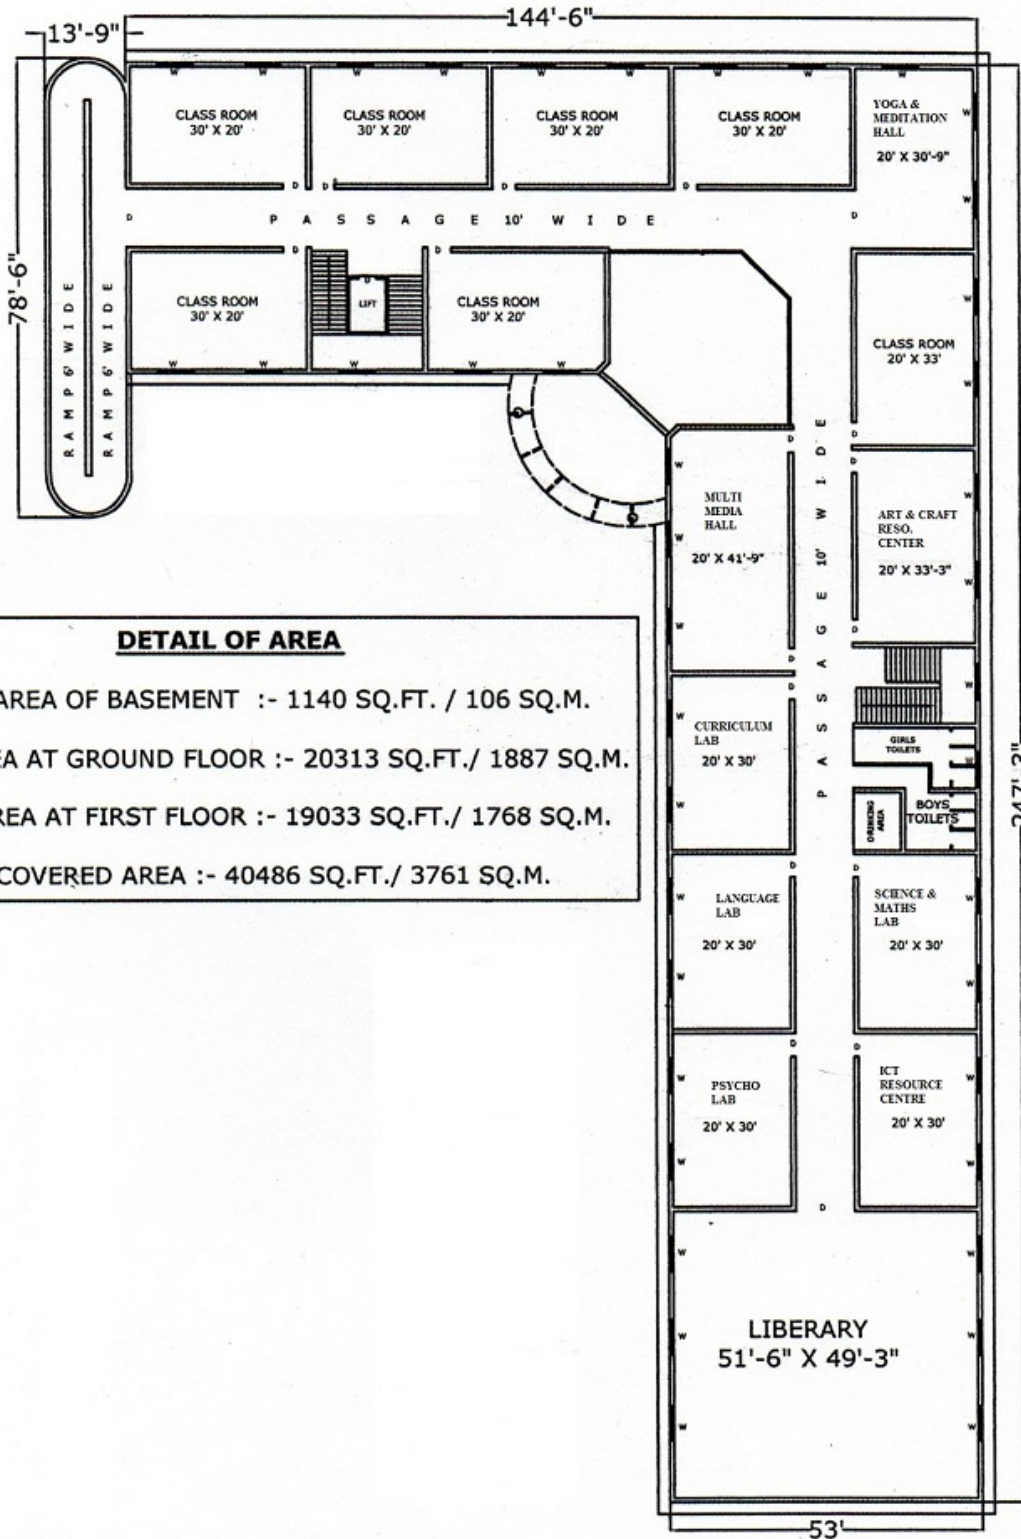 144'-6"
13'-9"
CLASS ROOM
30' X 20'
CLASS ROOM
30' X 20'
CLASS ROOM
30' X 20'
CLASS ROOM
30' X 20'
YOGA &
MEDITATION
HALL
20' X 30'-9"
PASSAGE 10' WIDE
78'-6"
RAMP 6' WIDE
RAMP 6' WIDE
CLASS ROOM
30' X 20'
LIFT
CLASS ROOM
30' X 20'
CLASS ROOM
20' X 33'
PASSAGE 10' WIDE
MULTI
MEDIA
HALL
20' X 41'-9"
ART & CRAFT
RESO.
CENTER
20' X 33'-3"
DETAIL OF AREA
AREA OF BASEMENT :- 1140 SQ.FT. / 106 SQ.M.
EA AT GROUND FLOOR :- 20313 SQ.FT./ 1887 SQ.M.
REA AT FIRST FLOOR :- 19033 SQ.FT./ 1768 SQ.M.
COVERED AREA :- 40486 SQ.FT./ 3761 SQ.M.
CURRICULUM
LAB
20' X 30'
GIRLS
TOILETS
DRINKING
AREA
BOYS
TOILETS
LANGUAGE
LAB
20' X 30'
SCIENCE &
MATHS
LAB
20' X 30'
PSYCHO
LAB
20' X 30'
ICT
RESOURCE
CENTRE
20' X 30'
LIBERARY
51'-6" X 49'-3"
53'